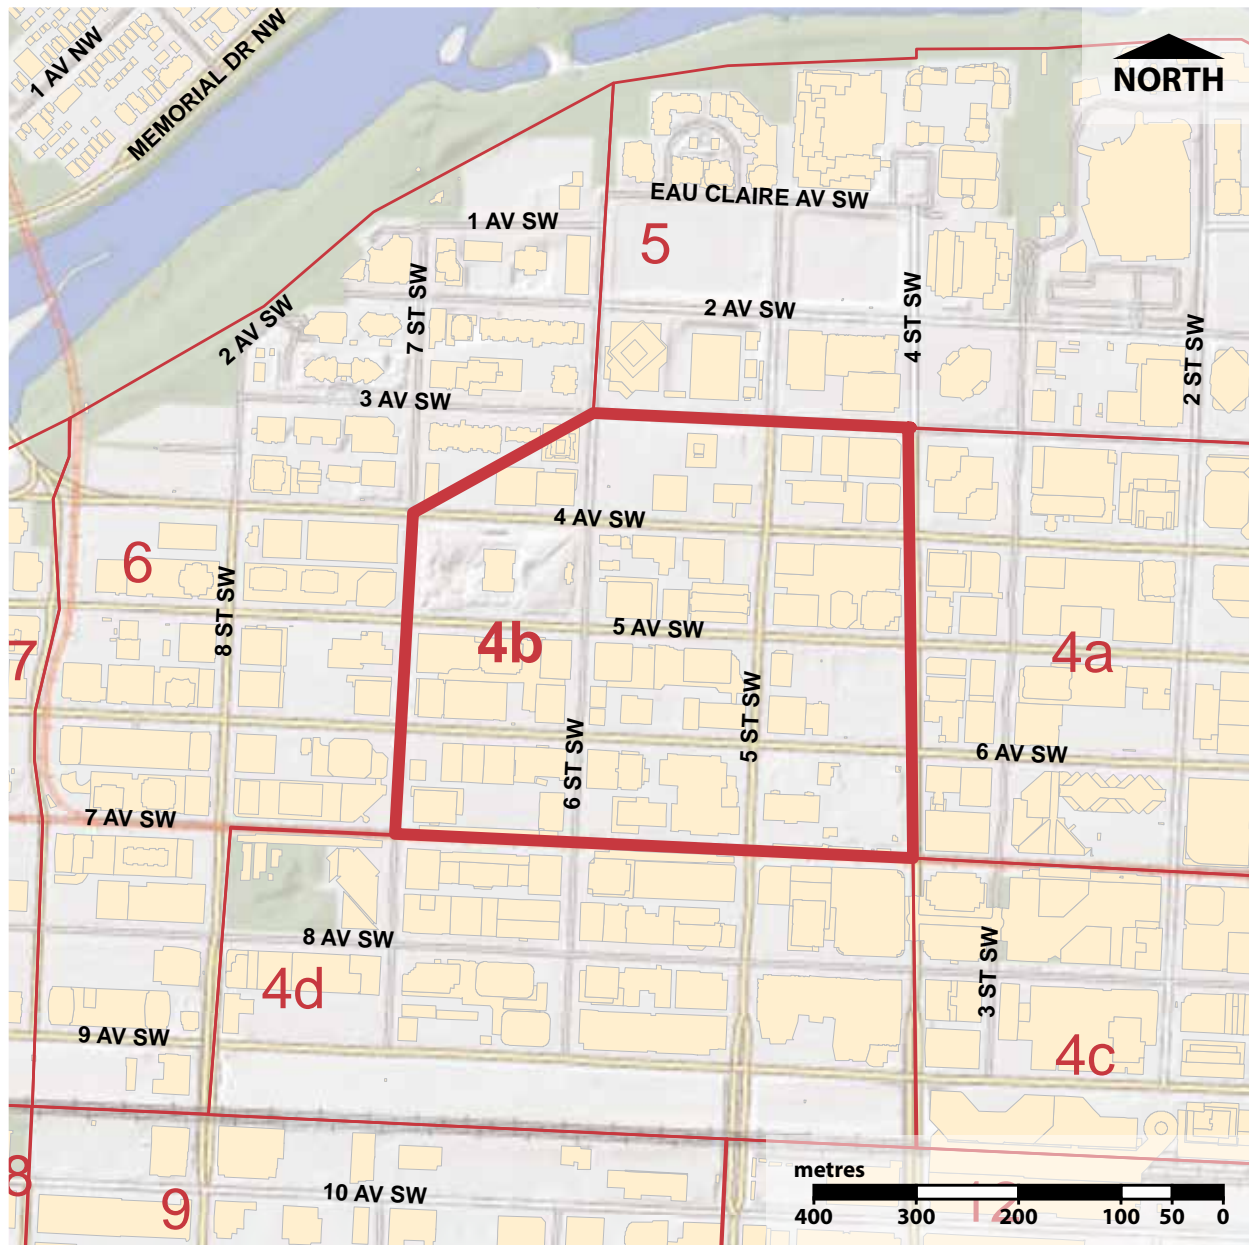 1 AV NW
MEMORIAL DR NW
NORTH
EAU CLAIRE AV SW
1 AV SW
5
7 ST SW
2 AV SW
2 AV SW
4 ST SW
2 ST SW
3 AV SW
4 AV SW
6
8 ST SW
5 AV SW
4b
4a
7
5 ST SW
6 ST SW
6 AV SW
7 AV SW
8 AV SW
3 ST SW
4d
9 AV SW
4c
8
metres
10 AV SW
9
12
400 300 200 100 50 0